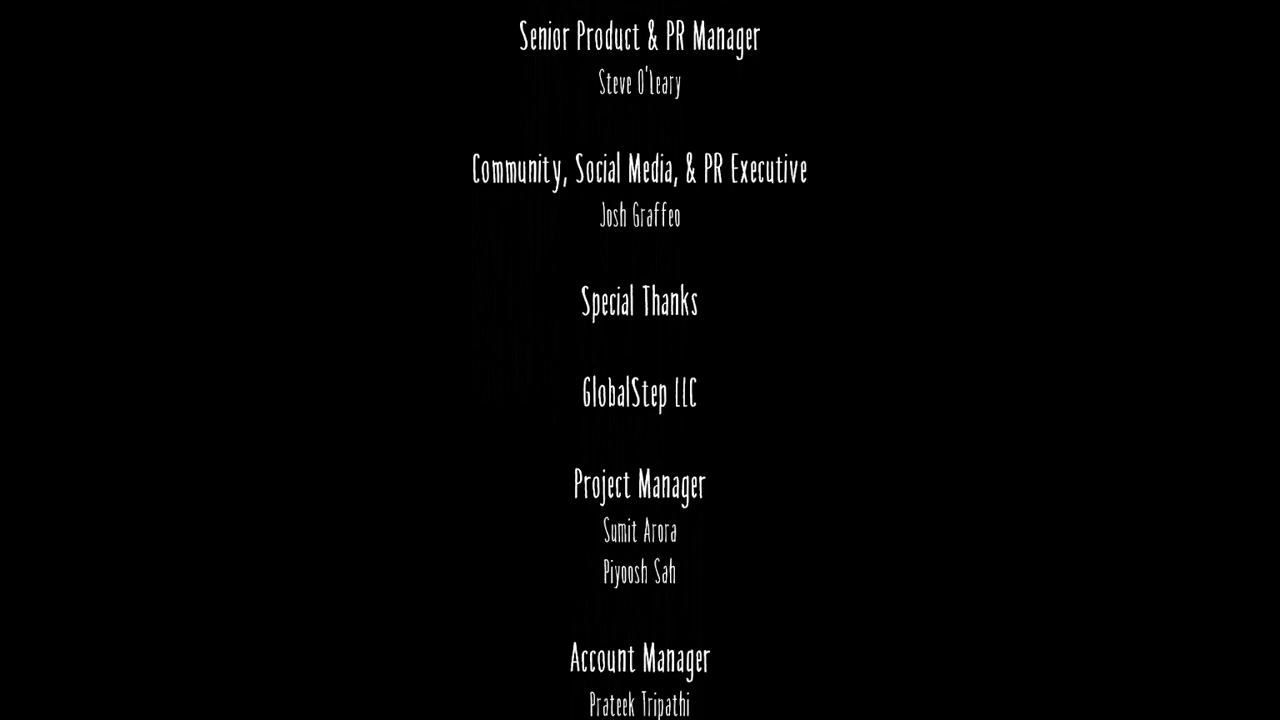 Senior Product & PR Manager
Steve O'Leary
Community, Social Media, & PR Executive
Josh Graffeo
Special Thanks
GlobalStep LLC
Project Manager
Sumit Arora
Piyoosh Sah
Account Manager
Prateek Tripathi